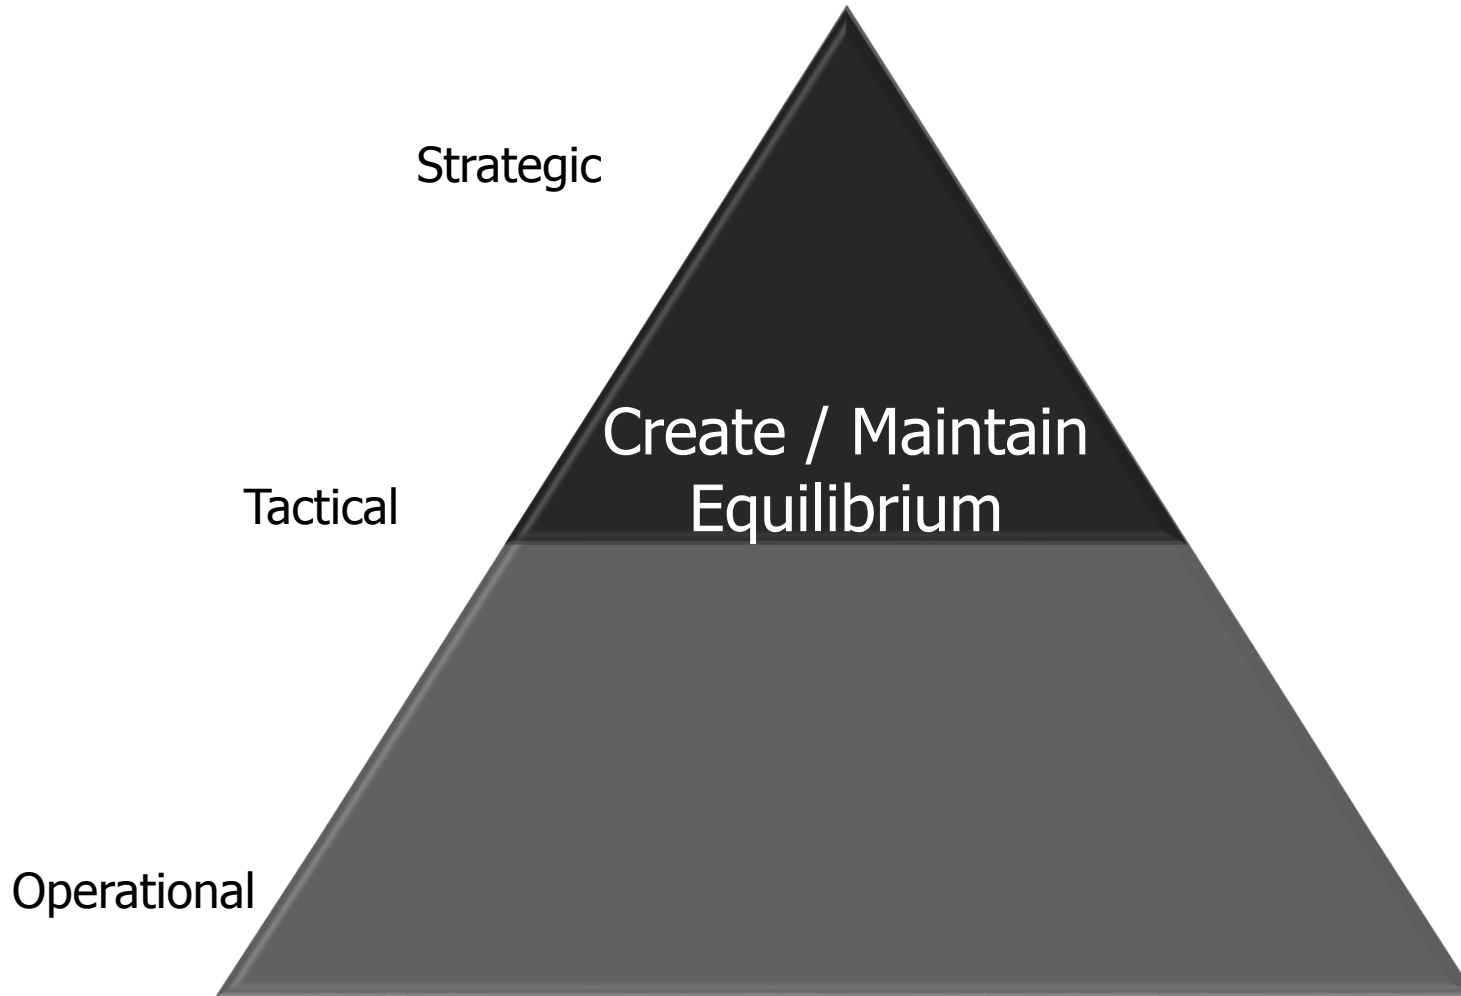 Strategic
Create / Maintain
Equilibrium
Tactical
Operational